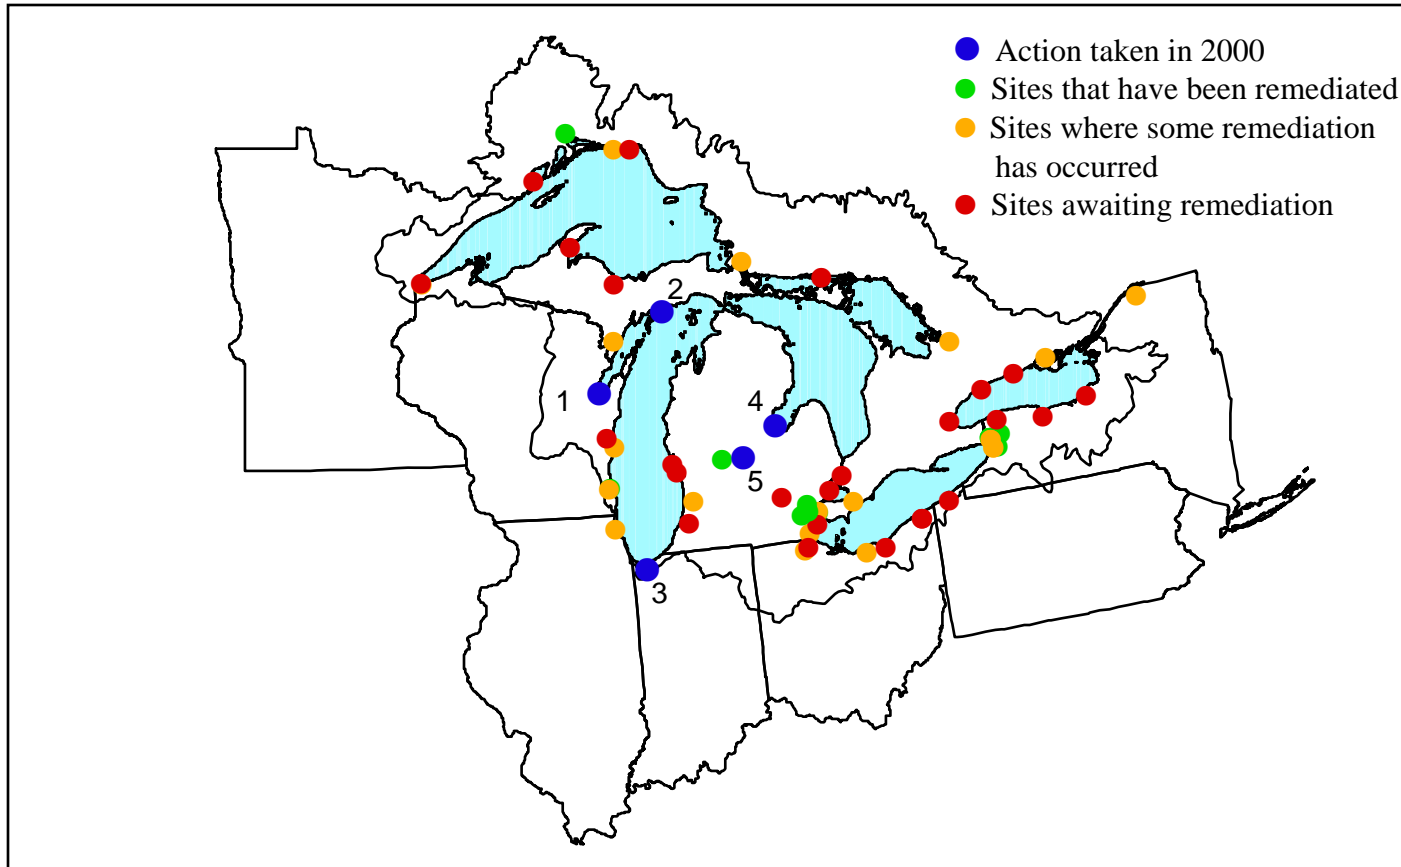 Action taken in 2000
Sites that have been remediated
Sites where some remediation
has occurred
Sites awaiting remediation
2
1
4
5
3